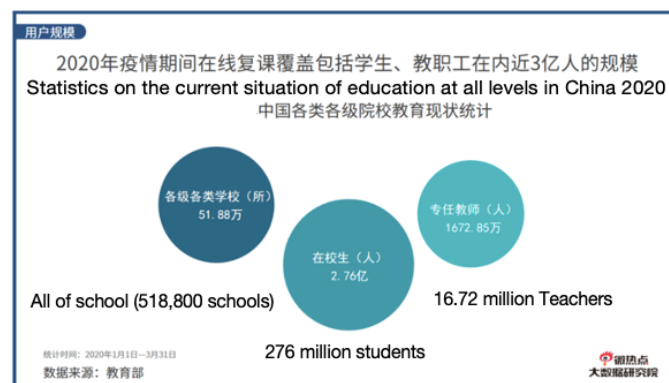 用户规模
2020年疫情期间在线复课覆盖包括学生、教职工在内近3亿人的规模
Statistics on the current situation of education at all levels in China 2020
中国各类各级院校教育现状统计
各级各类学校（所）
51.88万
专任教师（人）
1672.85万
在校生（人）
2.76亿
All of school (518,800 schools)
16.72 million Teachers
276 million students
统计时间：2020年1月1日—3月31日
数据来源：教育部
微热点
大数据研究院